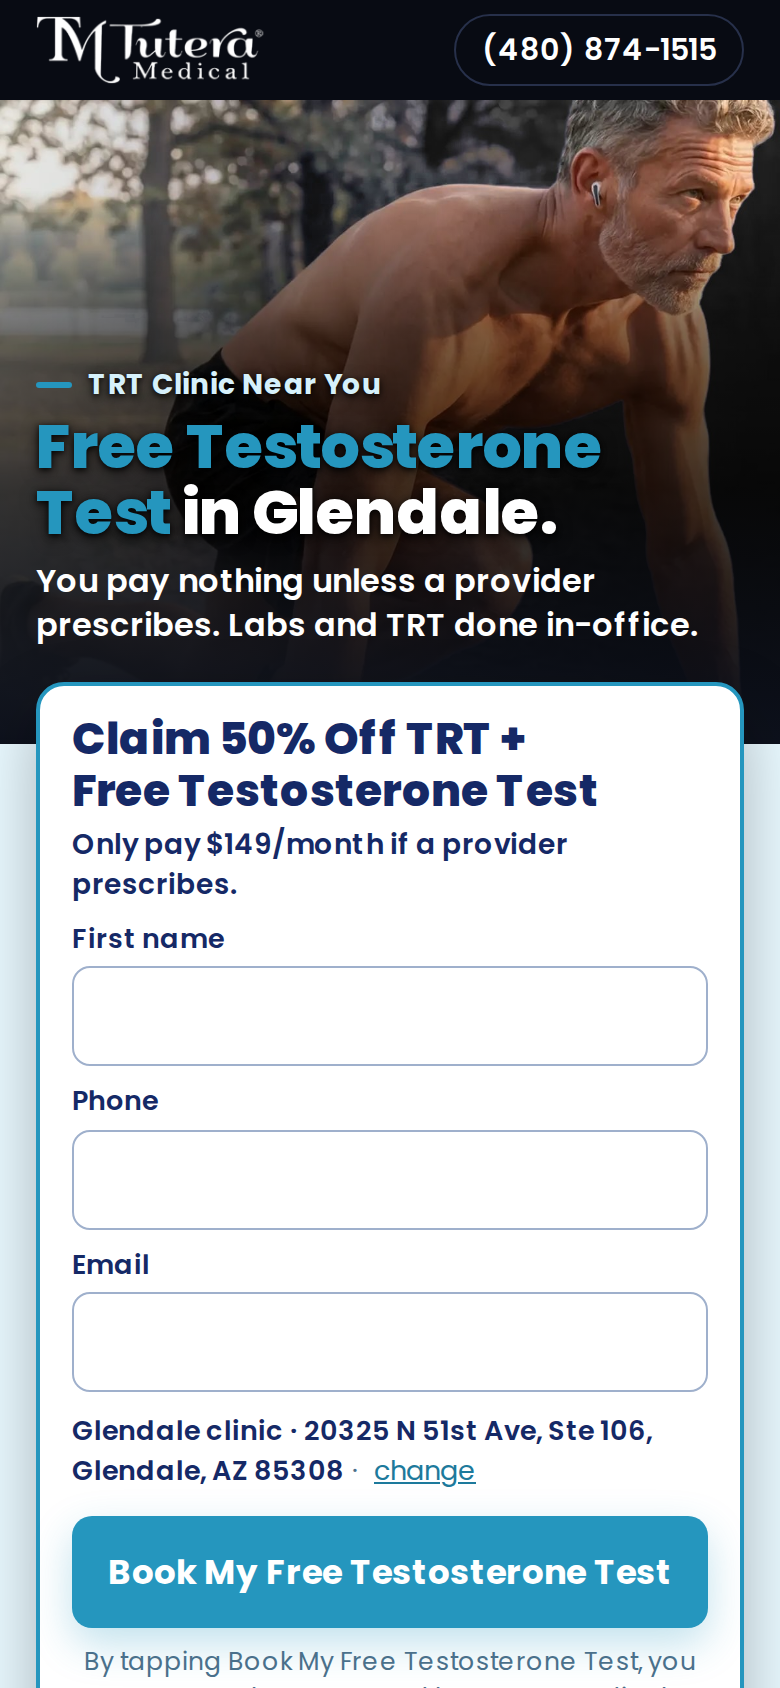 TM Tutera®
Medical
(480) 874-1515
TRT Clinic Near You
Free Testosterone
Test in Glendale.
You pay nothing unless a provider
prescribes. Labs and TRT done in-office.
Claim 50% Off TRT +
Free Testosterone Test
Only pay $149/month if a provider
prescribes.
First name
Phone
Email
Glendale clinic · 20325 N 51st Ave, Ste 106,
Glendale, AZ 85308 · change
Book My Free Testosterone Test
By tapping Book My Free Testosterone Test, you